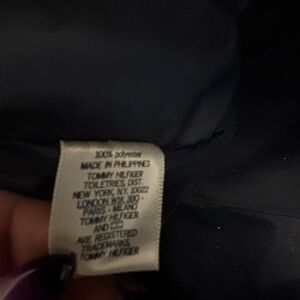 100% polyester
MADE IN PHILIPPINES
TOMMY HILFIGER
TOILETRIES, DIST.
NEW YORK, N.Y. 10022
LONDON W1K 3BQ -
PARIS - MILANO
TOMMY HILFIGER
AND
ARE REGISTERED
TRADEMARKS,
TOMMY HILFIGER